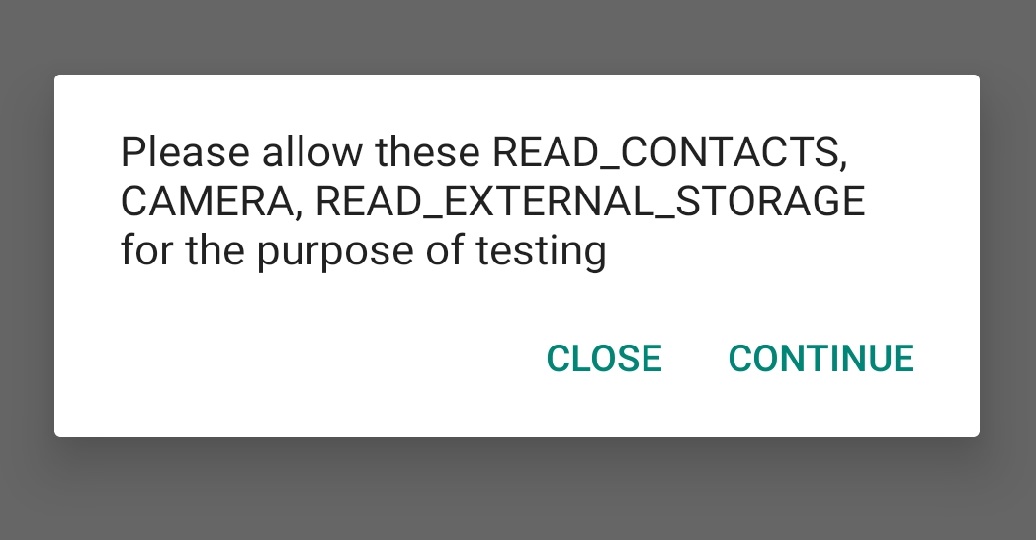 Please allow these READ_CONTACTS,
CAMERA, READ_EXTERNAL_STORAGE
for the purpose of testing
CLOSE CONTINUE